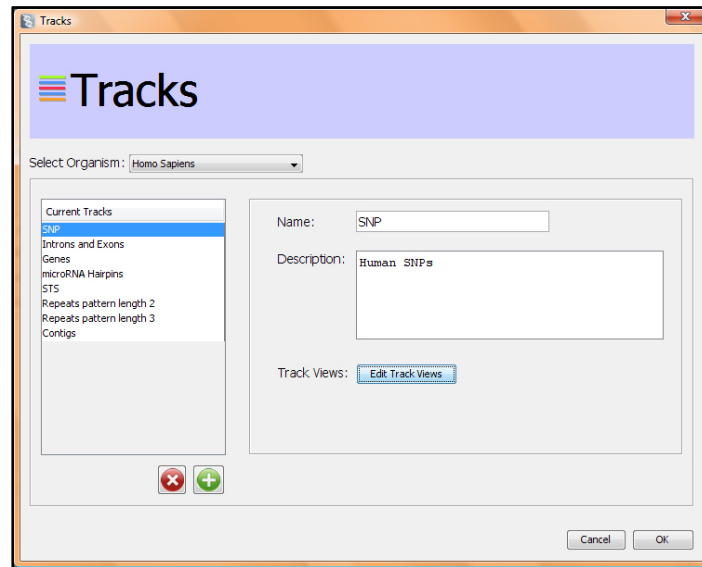 Tracks
Tracks
Select Organism: Homo Sapiens
Current Tracks
SNP
Introns and Exons
Genes
microRNA Hairpins
STS
Repeats pattern length 2
Repeats pattern length 3
Contigs
Name: SNP
Description: Human SNPs
Track Views: Edit Track Views
Cancel OK